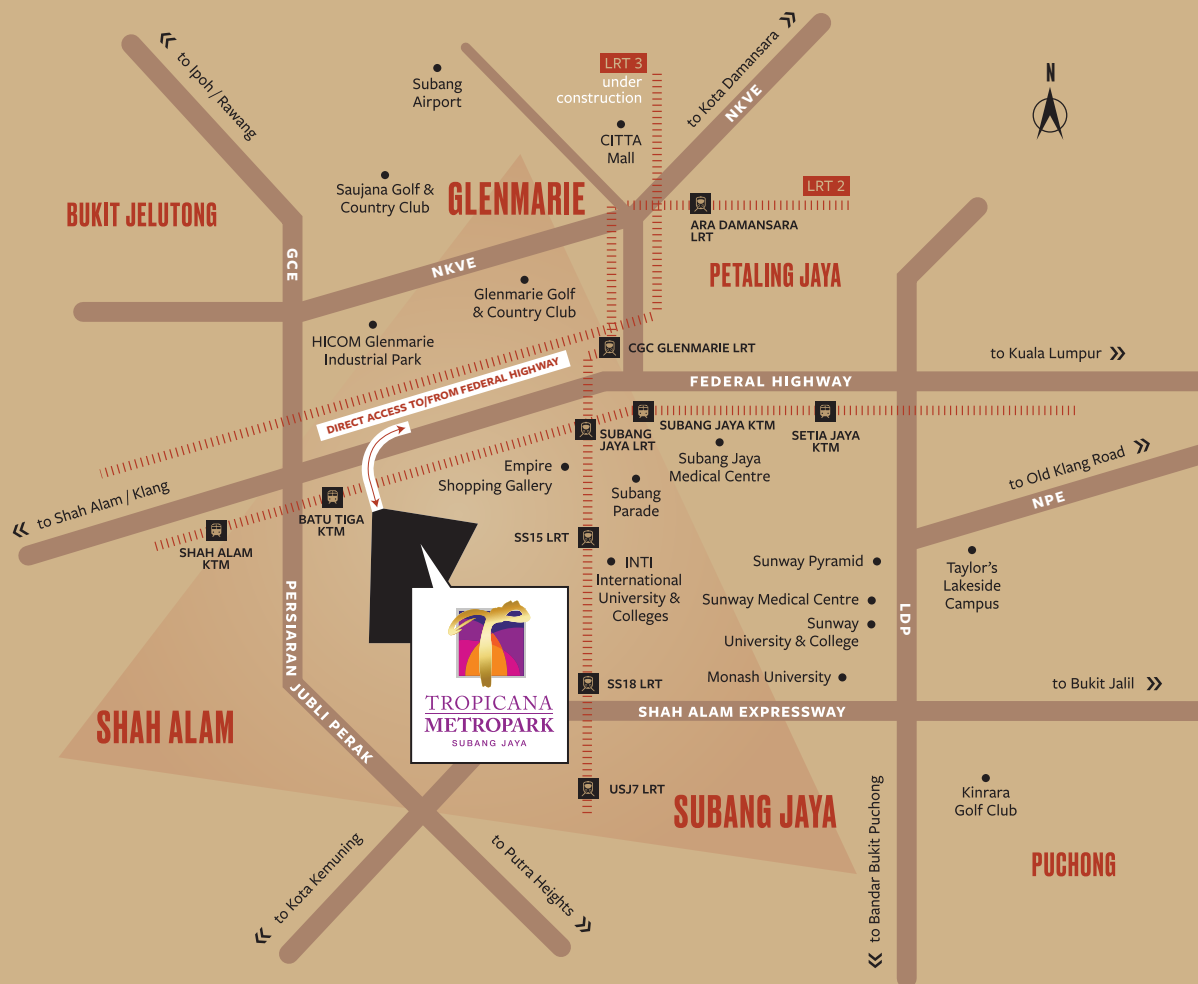 to Ipoh / Rawang
Subang
Airport
LRT 3
under
construction
to Kota Damansara
NKVE
N
CITTA
Mall
Saujana Golf &
Country Club
GLENMARIE
LRT 2
BUKIT JELUTONG
ARA DAMANSARA
LRT
GCE
NKVE
PETALING JAYA
Glenmarie Golf
& Country Club
HICOM Glenmarie
Industrial Park
CGC GLENMARIE LRT
to Kuala Lumpur
DIRECT ACCESS TO/FROM FEDERAL HIGHWAY
FEDERAL HIGHWAY
SUBANG JAYA KTM
SETIA JAYA
KTM
SUBANG
JAYA LRT
Subang Jaya
Medical Centre
Empire
Shopping Gallery
to Old Klang Road
NPE
to Shah Alam / Klang
Subang
Parade
BATU TIGA
KTM
SHAH ALAM
KTM
SS15 LRT
INTI
International
University &
Colleges
Sunway Pyramid
Taylor's
Lakeside
Campus
Sunway Medical Centre
Sunway
University & College
LDP
PERSIARAN
JUBLI PERAK
Monash University
SS18 LRT
to Bukit Jalil
TROPICANA
METROPARK
SUBANG JAYA
SHAH ALAM EXPRESSWAY
SHAH ALAM
USJ7 LRT
SUBANG JAYA
Kinrara
Golf Club
to Kota Kemuning
to Putra Heights
to Bandar Bukit Puchong
PUCHONG